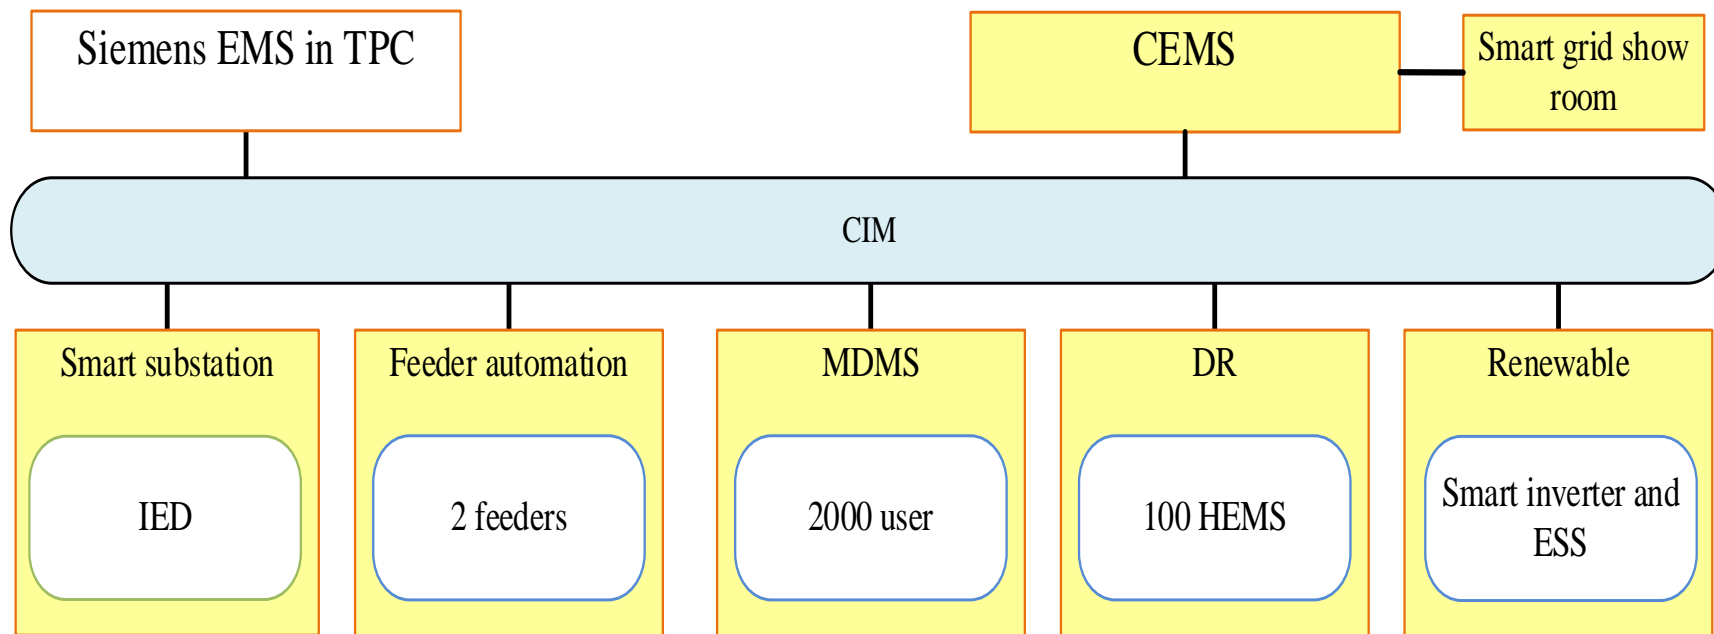 Siemens EMS in TPC
CEMS
Smart grid show
room
CIM
Smart substation
Feeder automation
MDMS
DR
Renewable
IED
2 feeders
2000 user
100 HEMS
Smart inverter and
ESS